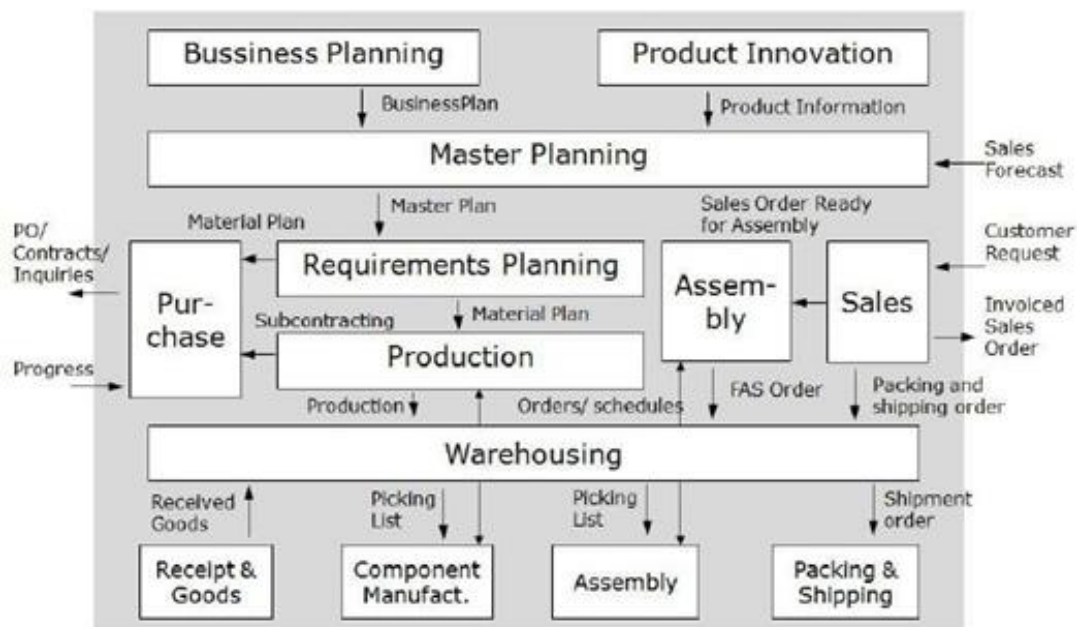 Bussiness Planning
Product Innovation
BusinessPlan
Product Information
Master Planning
Sales
Forecast
Master Plan
Sales Order Ready
for Assembly
Material Plan
PO/
Contracts/
Inquiries
Customer
Request
Requirements Planning
Pur-
chase
Assem-
bly
Sales
Material Plan
Subcontracting
Invoiced
Sales
Order
Production
Progress
Production
Orders/ schedules
FAS Order
Packing and
shipping order
Warehousing
Received
Goods
Picking
List
Picking
List
Shipment
order
Receipt &
Goods
Component
Manufact.
Assembly
Packing &
Shipping